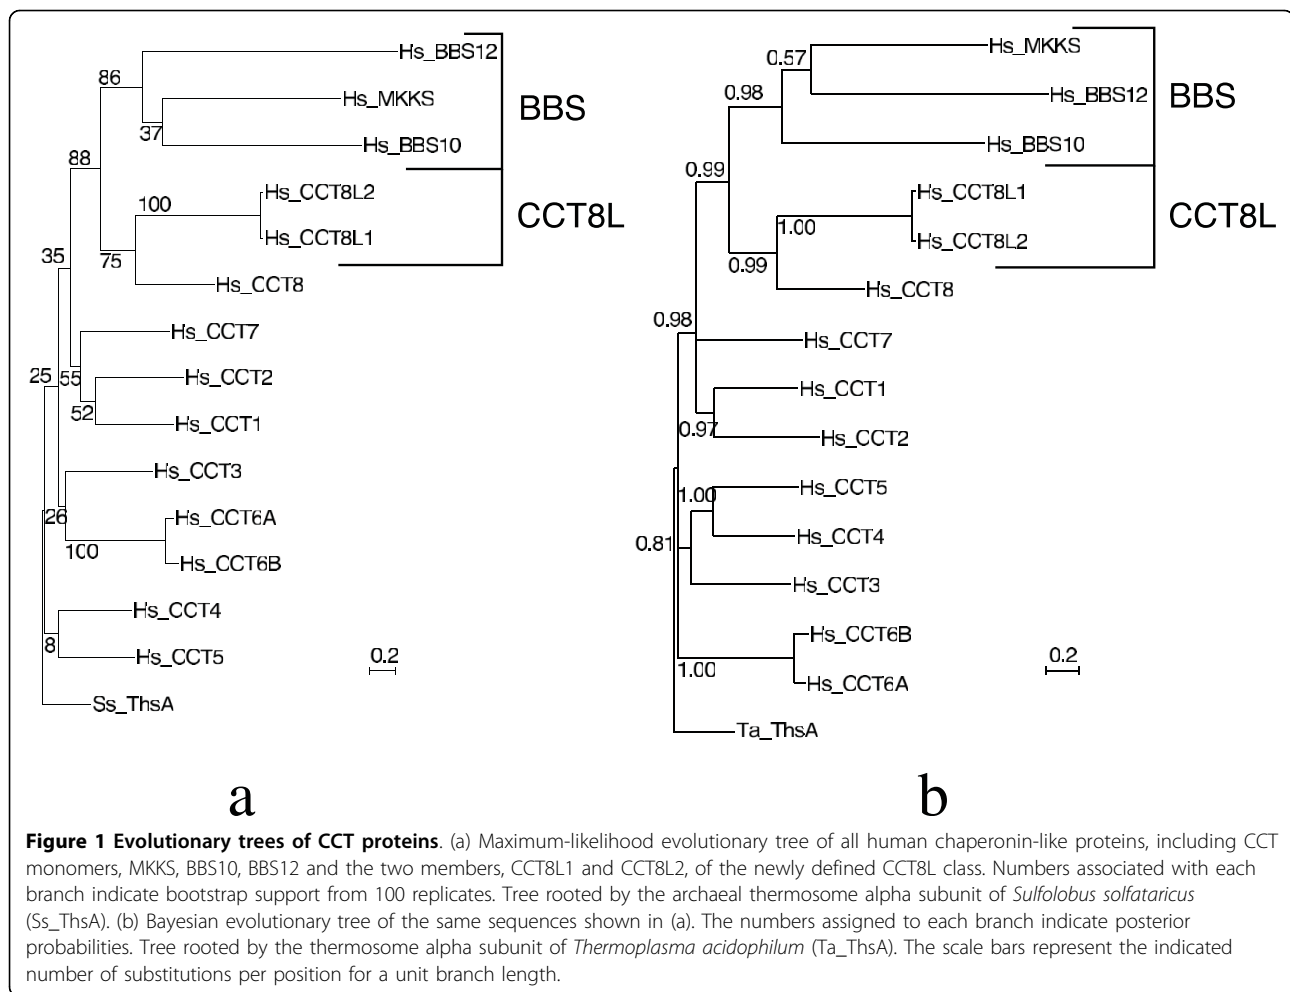 Hs_BBS12
86
Hs_MKKS
37
Hs_BBS10
BBS
88
Hs_CCT8L2
100
Hs_CCT8L1
CCT8L
75
35
Hs_CCT8
Hs_CCT7
25
55
Hs_CCT2
52
Hs_CCT1
Hs_CCT3
26
Hs_CCT6A
100
Hs_CCT6B
Hs_CCT4
8
Hs_CCT5
0.2
Ss_ThsA
a
Hs_MKKS
0.57
0.98
Hs_BBS12
BBS
Hs_BBS10
0.99
Hs_CCT8L1
1.00
CCT8L
Hs_CCT8L2
0.99
Hs_CCT8
0.98
Hs_CCT7
Hs_CCT1
0.97
Hs_CCT2
1.00
Hs_CCT5
0.81
Hs_CCT4
Hs_CCT3
Hs_CCT6B
1.00
Hs_CCT6A
0.2
Ta_ThsA
b
Figure 1 Evolutionary trees of CCT proteins. (a) Maximum-likelihood evolutionary tree of all human chaperonin-like proteins, including CCT
monomers, MKKS, BBS10, BBS12 and the two members, CCT8L1 and CCT8L2, of the newly defined CCT8L class. Numbers associated with each
branch indicate bootstrap support from 100 replicates. Tree rooted by the archaeal thermosome alpha subunit of Sulfolobus solfataricus
(Ss_ThsA). (b) Bayesian evolutionary tree of the same sequences shown in (a). The numbers assigned to each branch indicate posterior
probabilities. Tree rooted by the thermosome alpha subunit of Thermoplasma acidophilum (Ta_ThsA). The scale bars represent the indicated
number of substitutions per position for a unit branch length.